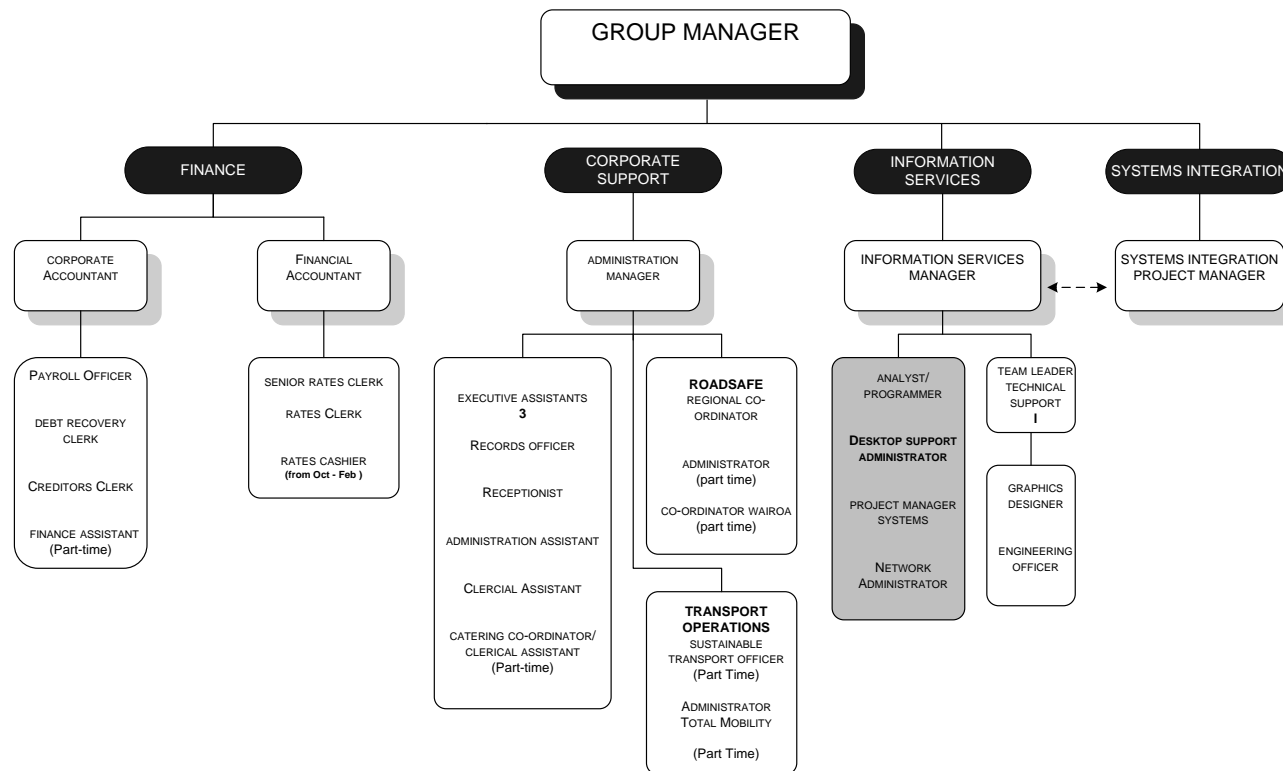 GROUP MANAGER
FINANCE
CORPORATE
SUPPORT
INFORMATION
SERVICES
SYSTEMS INTEGRATION
CORPORATE
ACCOUNTANT
FINANCIAL
ACCOUNTANT
ADMINISTRATION
MANAGER
INFORMATION SERVICES
MANAGER
SYSTEMS INTEGRATION
PROJECT MANAGER
PAYROLL OFFICER
DEBT RECOVERY
CLERK
CREDITORS CLERK
FINANCE ASSISTANT
(Part-time)
SENIOR RATES CLERK
RATES CLERK
RATES CASHIER
(from Oct - Feb )
EXECUTIVE ASSISTANTS
3
RECORDS OFFICER
RECEPTIONIST
ADMINISTRATION ASSISTANT
CLERCIAL ASSISTANT
CATERING CO-ORDINATOR/
CLERICAL ASSISTANT
(Part-time)
ROADSAFE
REGIONAL CO-
ORDINATOR
ADMINISTRATOR
(part time)
CO-ORDINATOR WAIROA
(part time)
TRANSPORT
OPERATIONS
SUSTAINABLE
TRANSPORT OFFICER
(Part Time)
ADMINISTRATOR
TOTAL MOBILITY
(Part Time)
ANALYST/
PROGRAMMER
DESKTOP SUPPORT
ADMINISTRATOR
PROJECT MANAGER
SYSTEMS
NETWORK
ADMINISTRATOR
TEAM LEADER
TECHNICAL
SUPPORT
I
GRAPHICS
DESIGNER
ENGINEERING
OFFICER